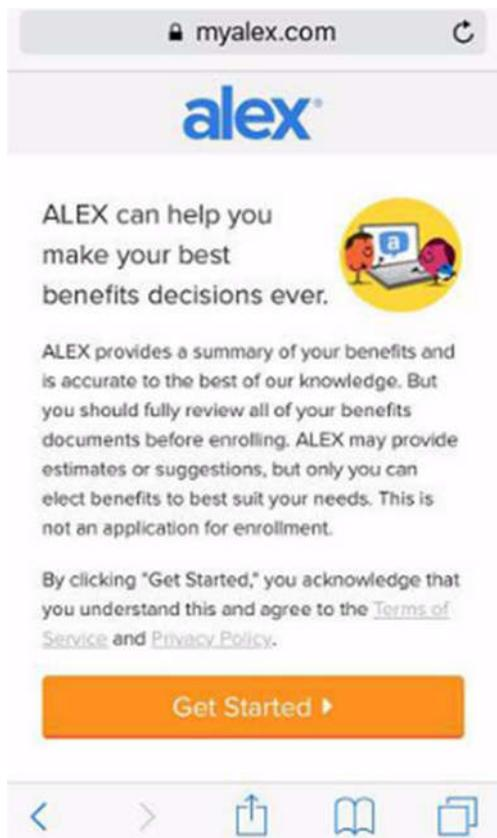 myalex.com
alex®
ALEX can help you
make your best
benefits decisions ever.
a
ALEX provides a summary of your benefits and
is accurate to the best of our knowledge. But
you should fully review all of your benefits
documents before enrolling. ALEX may provide
estimates or suggestions, but only you can
elect benefits to best suit your needs. This is
not an application for enrollment.
By clicking "Get Started," you acknowledge that
you understand this and agree to the Terms of
Service and Privacy Policy.
Get Started